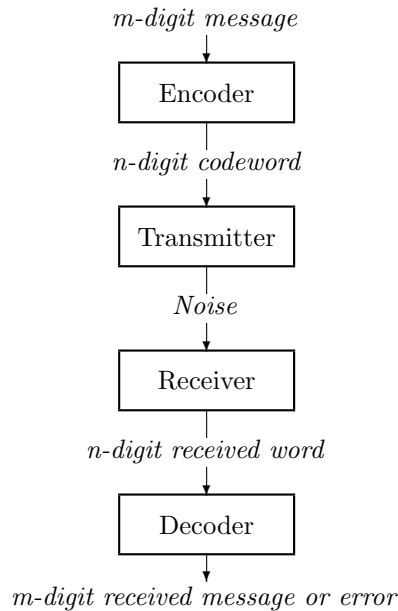 m-digit message
Encoder
n-digit codeword
Transmitter
Noise
Receiver
n-digit received word
Decoder
m-digit received message or error